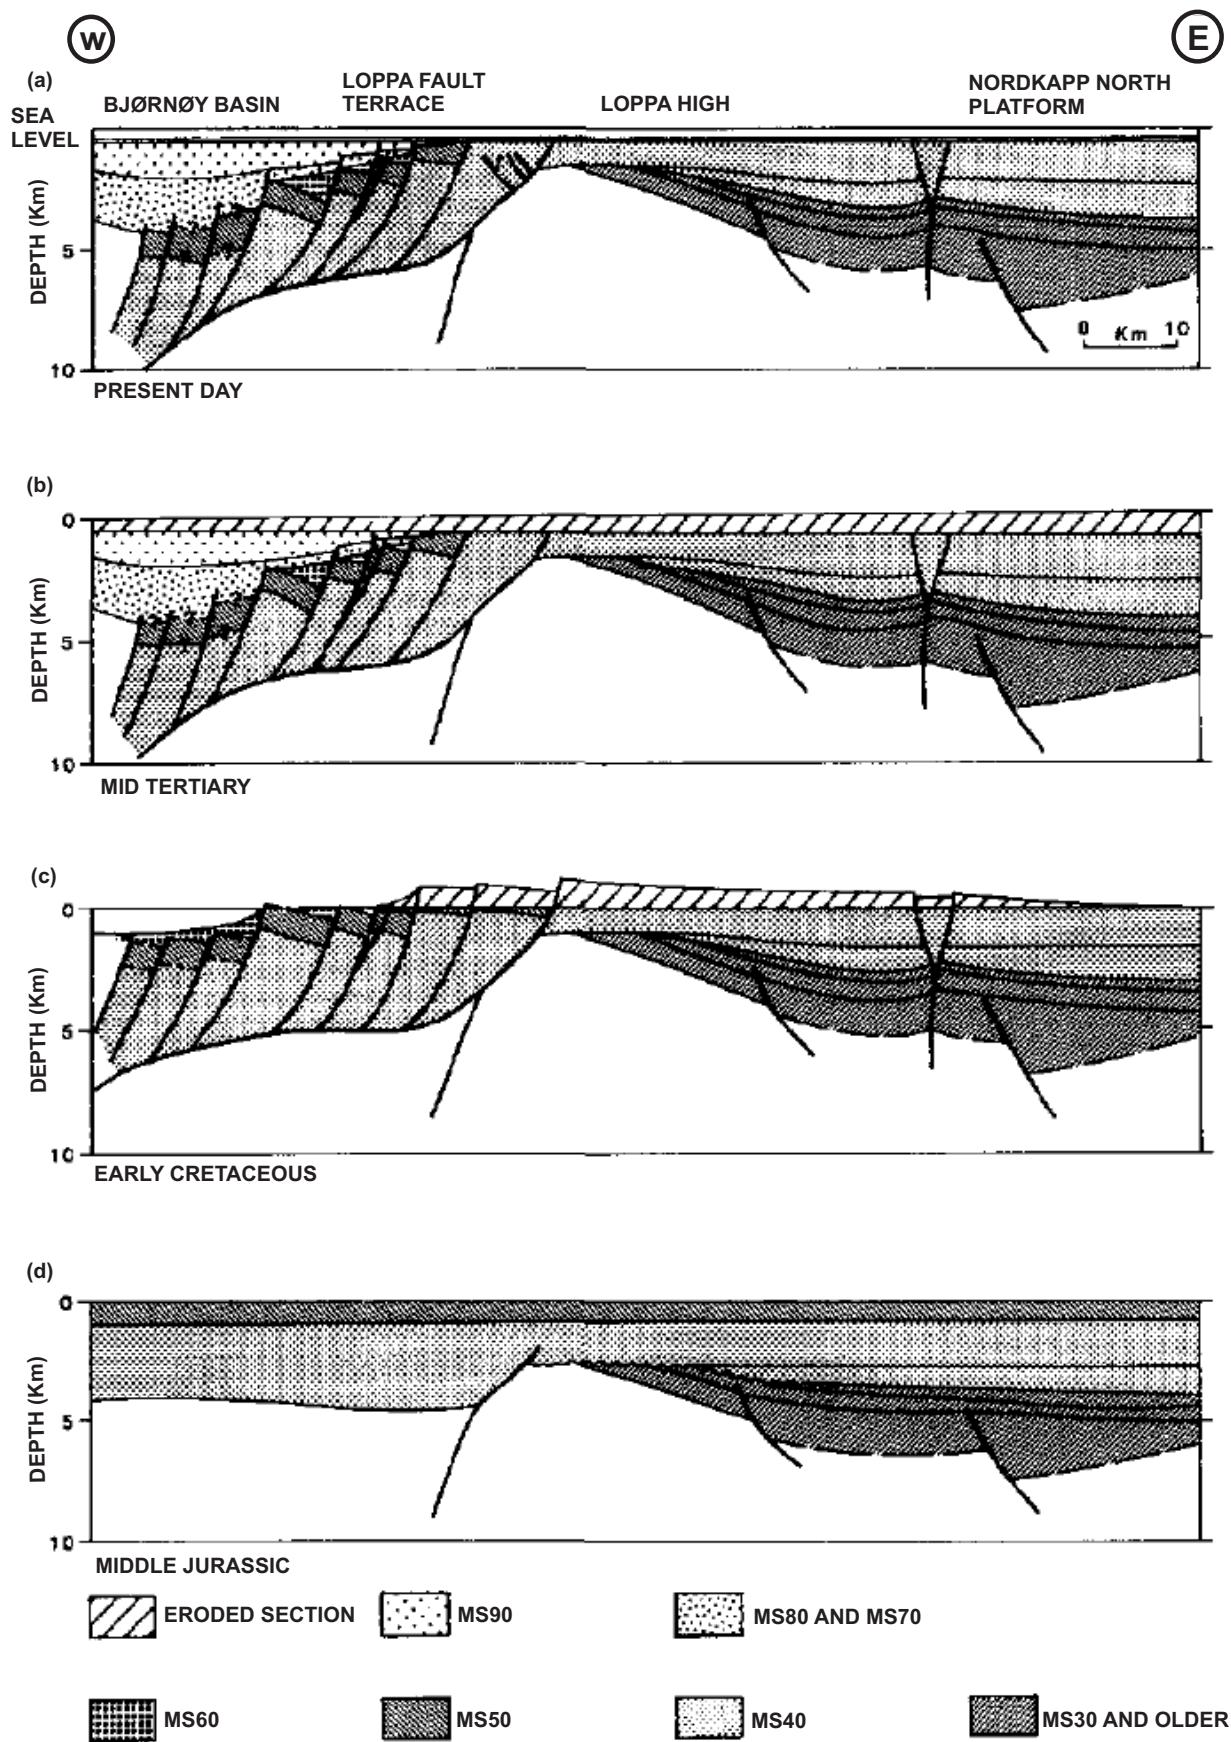 W
E
(a)
LOPPA FAULT
TERRACE
BJØRNØY BASIN
LOPPA HIGH
NORDKAPP NORTH
PLATFORM
SEA
LEVEL
DEPTH (Km)
5
10
0 Km 10
PRESENT DAY
(b)
0
DEPTH (Km)
5
10
MID TERTIARY
(c)
0
DEPTH (Km)
5
10
EARLY CRETACEOUS
(d)
0
DEPTH (Km)
5
10
MIDDLE JURASSIC
ERODED SECTION
MS90
MS80 AND MS70
MS60
MS50
MS40
MS30 AND OLDER